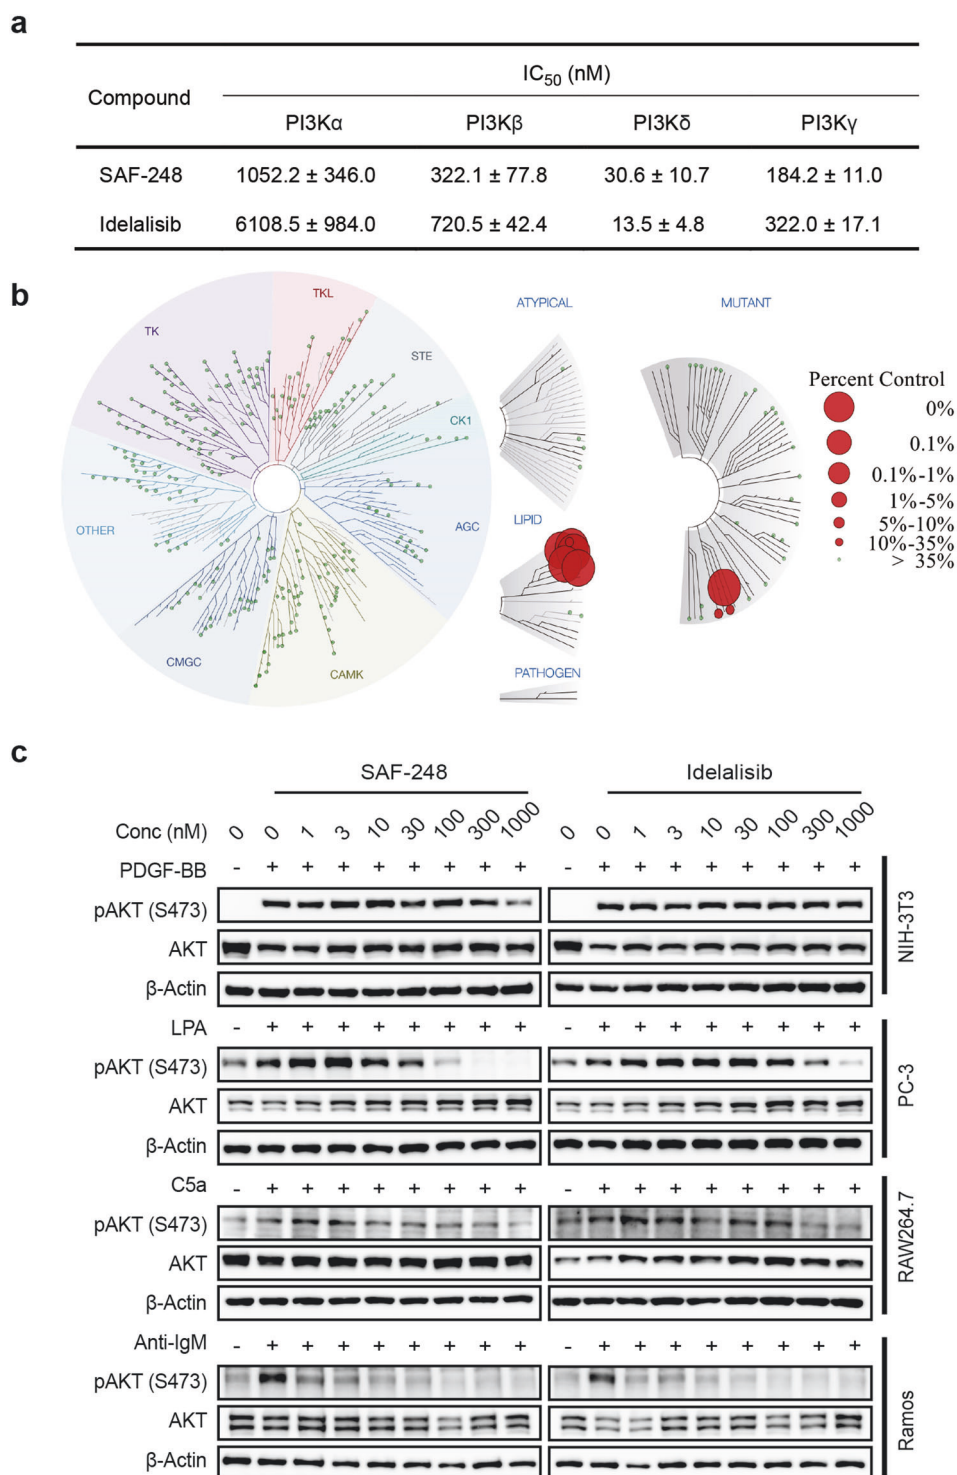 a
Compound
IC50 (nM)
PI3Kα PI3Kβ PI3Kδ PI3Kγ
SAF-248 1052.2 ± 346.0 322.1 ± 77.8 30.6 ± 10.7 184.2 ± 11.0
Idelalisib 6108.5 ± 984.0 720.5 ± 42.4 13.5 ± 4.8 322.0 ± 17.1
b
TK
TKL
STE
CK1
AGC
CAMK
CMGC
OTHER
ATYPICAL
LIPID
PATHOGEN
MUTANT
Percent Control
0%
0.1%
0.1%-1%
1%-5%
5%-10%
10%-35%
> 35%
c
SAF-248 Idelalisib
Conc (nM) 0 0 1 3 10 30 100 300 1000 0 0 1 3 10 30 100 300 1000
PDGF-BB - + + + + + + + + - + + + + + + + +
pAKT (S473)
AKT
β-Actin
NIH-3T3
LPA - + + + + + + + + - + + + + + + + +
pAKT (S473)
AKT
β-Actin
PC-3
C5a - + + + + + + + + - + + + + + + + +
pAKT (S473)
AKT
β-Actin
RAW264.7
Anti-IgM - + + + + + + + + - + + + + + + + +
pAKT (S473)
AKT
β-Actin
Ramos